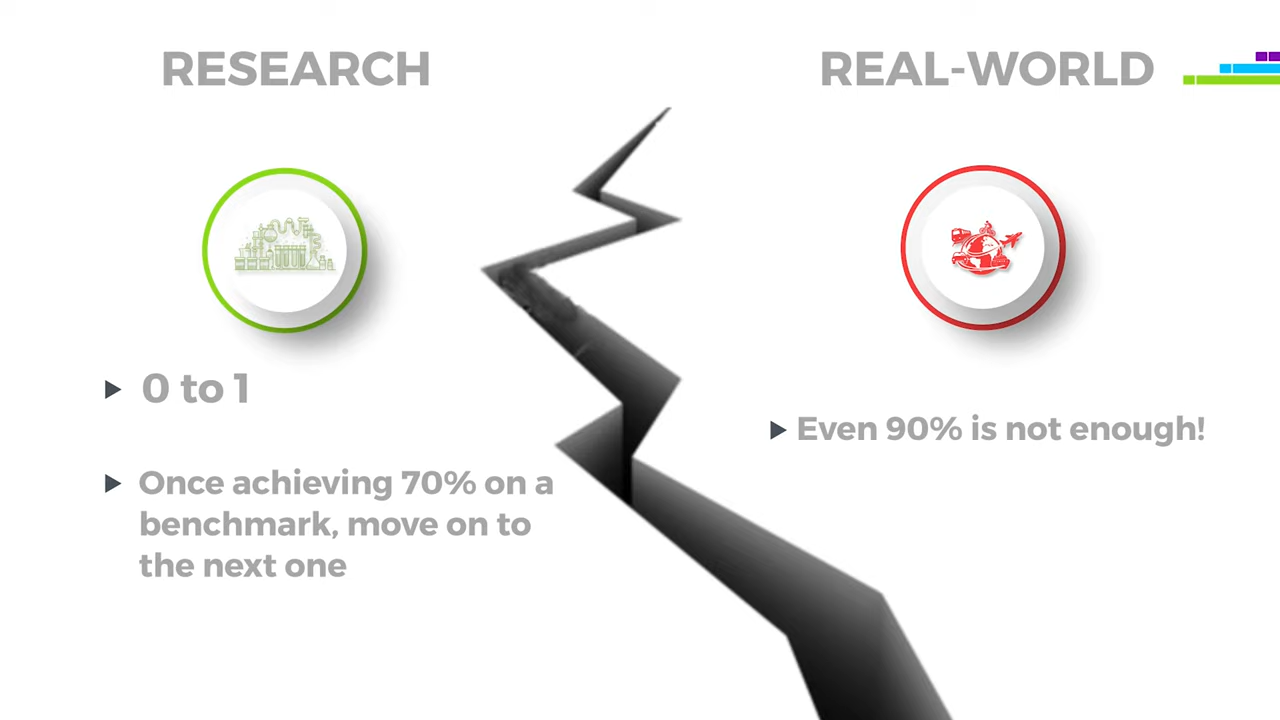 RESEARCH
REAL-WORLD
0 to 1
Once achieving 70% on a
benchmark, move on to
the next one
Even 90% is not enough!